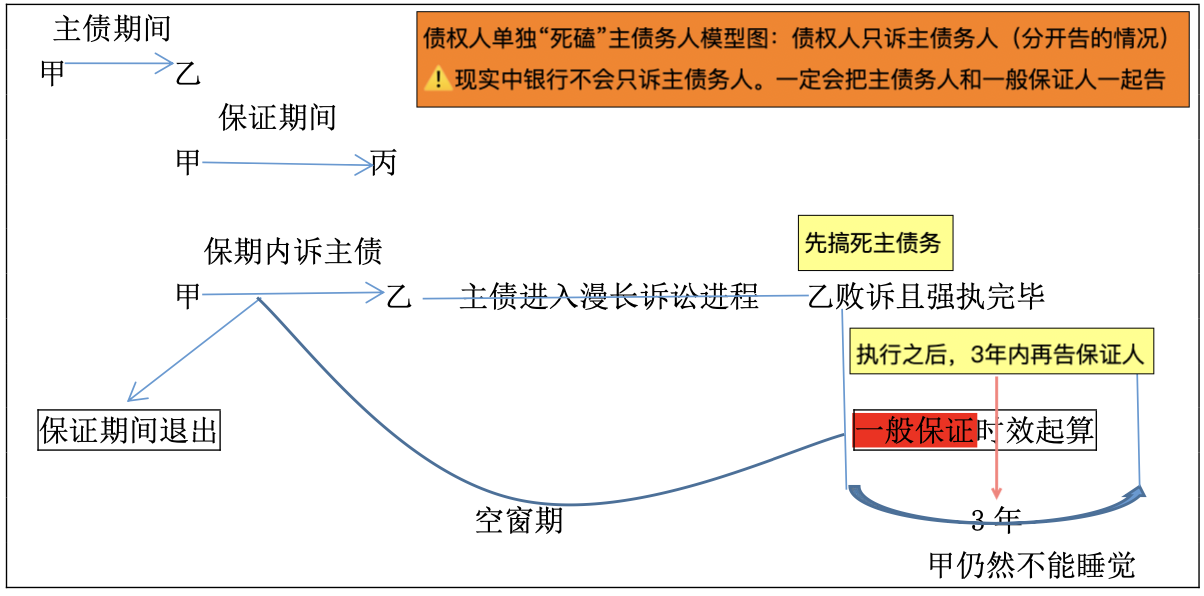 主债期间
债权人单独“死磕”主债务人模型图：债权人只诉主债务人（分开告的情况）
⚠️现实中银行不会只诉主债务人。一定会把主债务人和一般保证人一起告
甲 乙
保证期间
甲 丙
保期内诉主债
先搞死主债务
甲 乙 主债进入漫长诉讼进程 乙败诉且强执完毕
执行之后，3年内再告保证人
保证期间退出
一般保证时效起算
空窗期
3 年
甲仍然不能睡觉